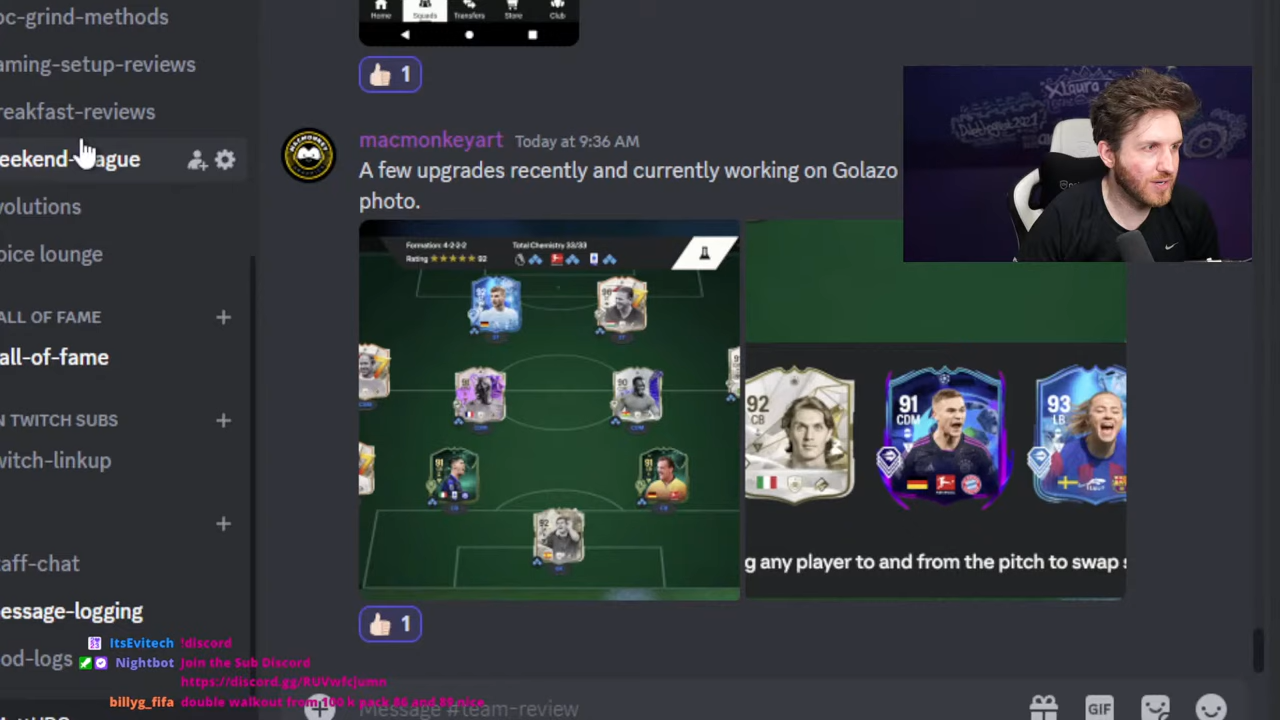 oc-grind-methods
aming-setup-reviews
reakfast-reviews
eekend-league
volutions
oice lounge
ALL OF FAME
all-of-fame
N TWITCH SUBS
witch-linkup
taff-chat
essage-logging
od-logs
Home Squads Transfers Store Club
1
macmonkeyart Today at 9:36 AM
A few upgrades recently and currently working on Golazo
photo.
Formation: 4-2-2-2 Total Chemistry 33/33
Rating 92
92
CB
91
CDM
93
LB
g any player to and from the pitch to swap s
1
ItsEvitech !discord
Nightbot Join the Sub Discord
https://discord.gg/RUVwfcjumn
billyg_fifa double walkout from 100 k pack 86 and 88 nice
Message #team-review
GIF